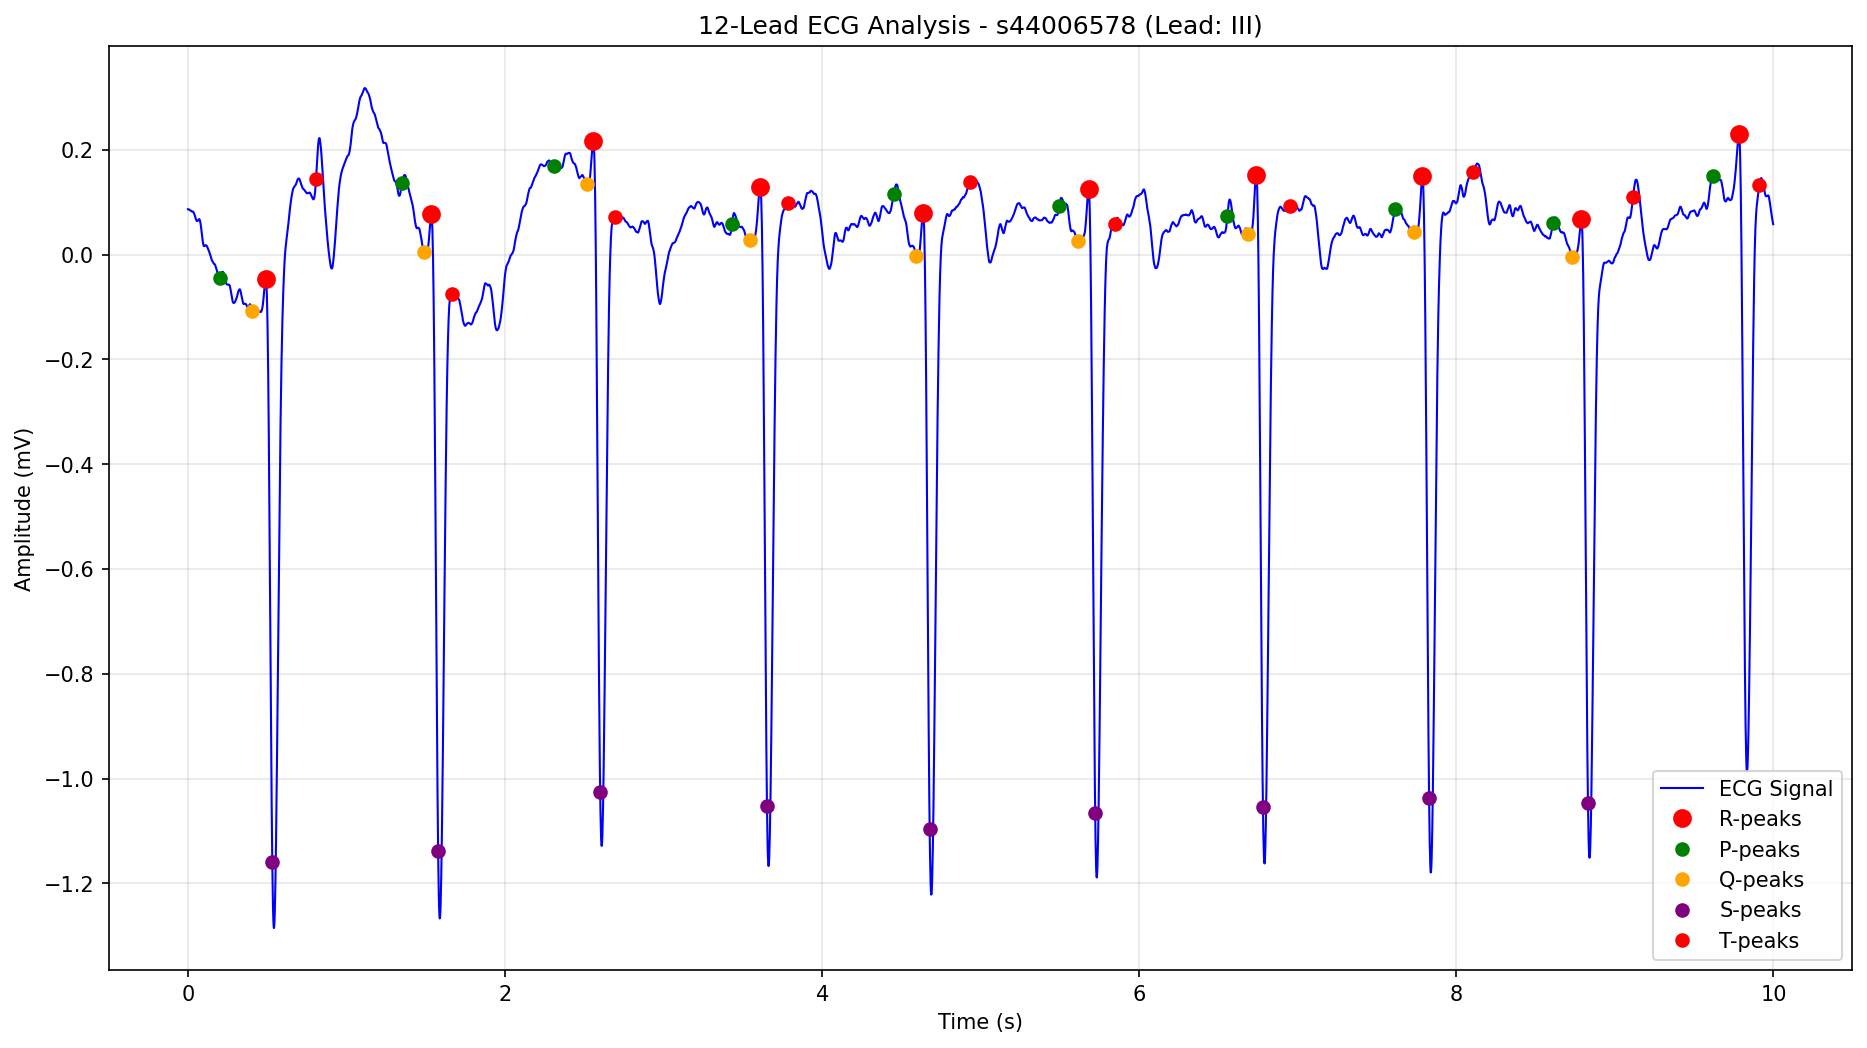 12-Lead ECG Analysis - s44006578 (Lead: III)
Amplitude (mV)
0.2
0.0
−0.2
−0.4
−0.6
−0.8
−1.0
−1.2
0 2 4 6 8 10
Time (s)
ECG Signal
R-peaks
P-peaks
Q-peaks
S-peaks
T-peaks